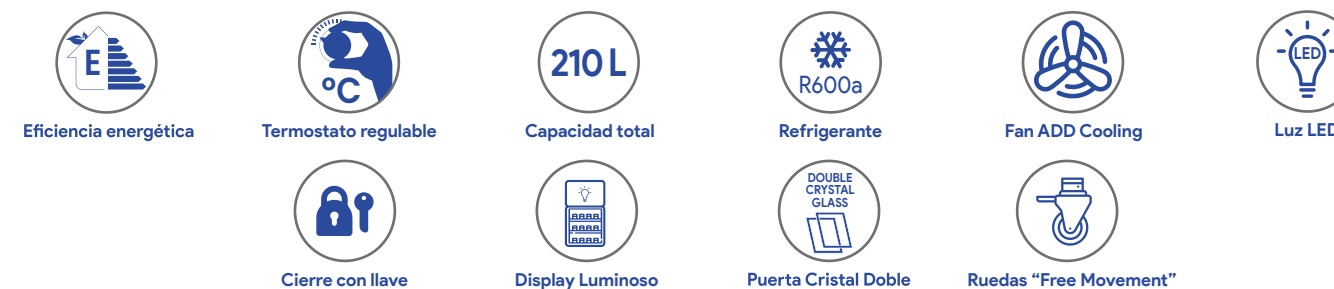 E
°C
210 L
R600a
LED
Eficiencia energética
Termostato regulable
Capacidad total
Refrigerante
Fan ADD Cooling
Luz LED
DOUBLE
CRYSTAL
GLASS
Cierre con llave
Display Luminoso
Puerta Cristal Doble
Ruedas “Free Movement”